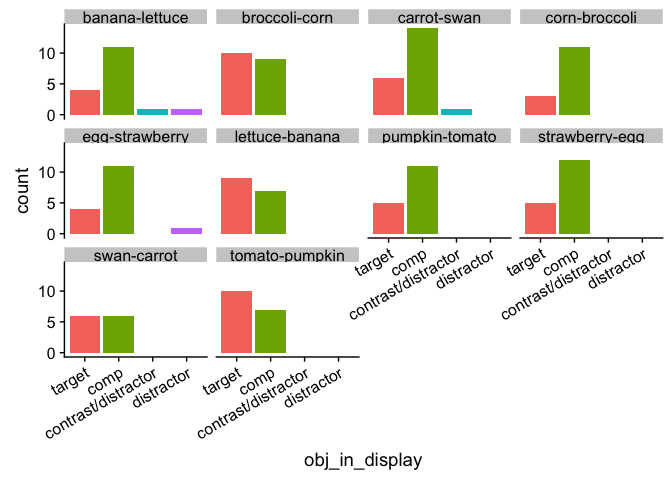 banana-lettuce broccoli-corn carrot-swan corn-broccoli
10
5
0
egg-strawberry lettuce-banana pumpkin-tomato strawberry-egg
count
10
5
0
target comp contrast/distractor distractor target comp contrast/distractor distractor
swan-carrot tomato-pumpkin
10
5
0
target comp contrast/distractor distractor target comp contrast/distractor distractor
obj_in_display